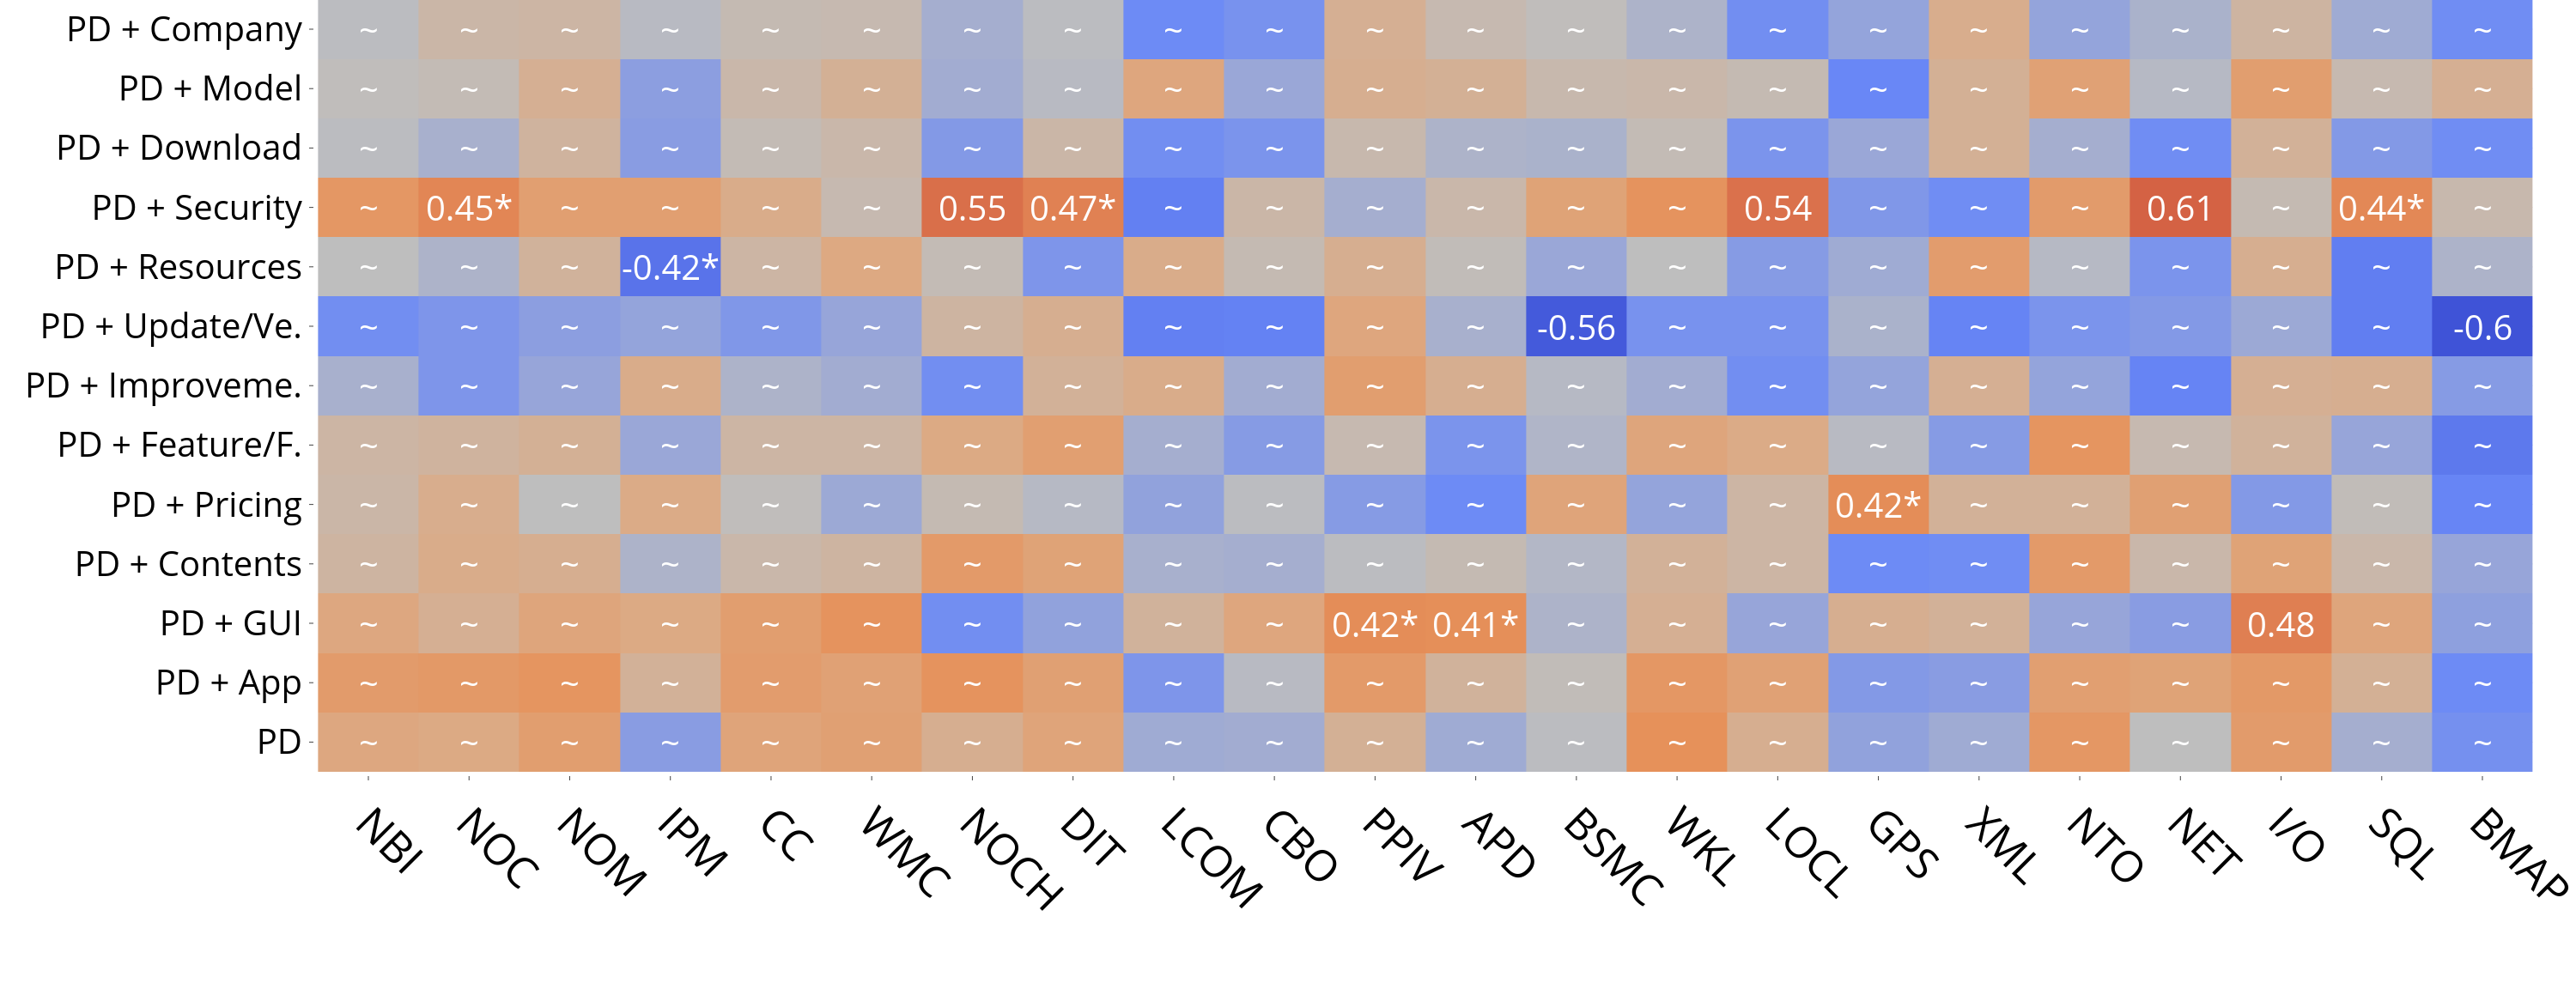 PD + Company ~ ~ ~ ~ ~ ~ ~ ~ ~ ~ ~ ~ ~ ~ ~ ~ ~ ~ ~ ~ ~ ~
PD + Model ~ ~ ~ ~ ~ ~ ~ ~ ~ ~ ~ ~ ~ ~ ~ ~ ~ ~ ~ ~ ~ ~
PD + Download ~ ~ ~ ~ ~ ~ ~ ~ ~ ~ ~ ~ ~ ~ ~ ~ ~ ~ ~ ~ ~ ~
PD + Security ~ 0.45* ~ ~ ~ ~ 0.55 0.47* ~ ~ ~ ~ ~ ~ 0.54 ~ ~ ~ 0.61 ~ 0.44* ~
PD + Resources ~ ~ ~ -0.42* ~ ~ ~ ~ ~ ~ ~ ~ ~ ~ ~ ~ ~ ~ ~ ~ ~ ~
PD + Update/Ve. ~ ~ ~ ~ ~ ~ ~ ~ ~ ~ ~ ~ -0.56 ~ ~ ~ ~ ~ ~ ~ ~ -0.6
PD + Improveme. ~ ~ ~ ~ ~ ~ ~ ~ ~ ~ ~ ~ ~ ~ ~ ~ ~ ~ ~ ~ ~ ~
PD + Feature/F. ~ ~ ~ ~ ~ ~ ~ ~ ~ ~ ~ ~ ~ ~ ~ ~ ~ ~ ~ ~ ~ ~
PD + Pricing ~ ~ ~ ~ ~ ~ ~ ~ ~ ~ ~ ~ ~ ~ ~ 0.42* ~ ~ ~ ~ ~ ~
PD + Contents ~ ~ ~ ~ ~ ~ ~ ~ ~ ~ ~ ~ ~ ~ ~ ~ ~ ~ ~ ~ ~ ~
PD + GUI ~ ~ ~ ~ ~ ~ ~ ~ ~ ~ 0.42* 0.41* ~ ~ ~ ~ ~ ~ ~ 0.48 ~ ~
PD + App ~ ~ ~ ~ ~ ~ ~ ~ ~ ~ ~ ~ ~ ~ ~ ~ ~ ~ ~ ~ ~ ~
PD ~ ~ ~ ~ ~ ~ ~ ~ ~ ~ ~ ~ ~ ~ ~ ~ ~ ~ ~ ~ ~ ~
NBI NOC NOM IPM CC WMC NOCH DIT LCOM CBO PPIV APD BSMC WKL LOCL GPS XML NTO NET I/O SQL BMAP